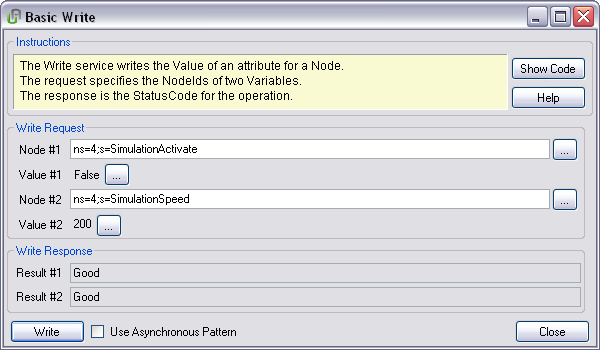 Basic Write
Instructions
The Write service writes the Value of an attribute for a Node.
The request specifies the NodeIds of two Variables.
The response is the StatusCode for the operation.
Show Code
Help
Write Request
Node #1 ns=4;s=SimulationActivate ...
Value #1 False ...
Node #2 ns=4;s=SimulationSpeed ...
Value #2 200 ...
Write Response
Result #1 Good
Result #2 Good
Write Use Asynchronous Pattern Close